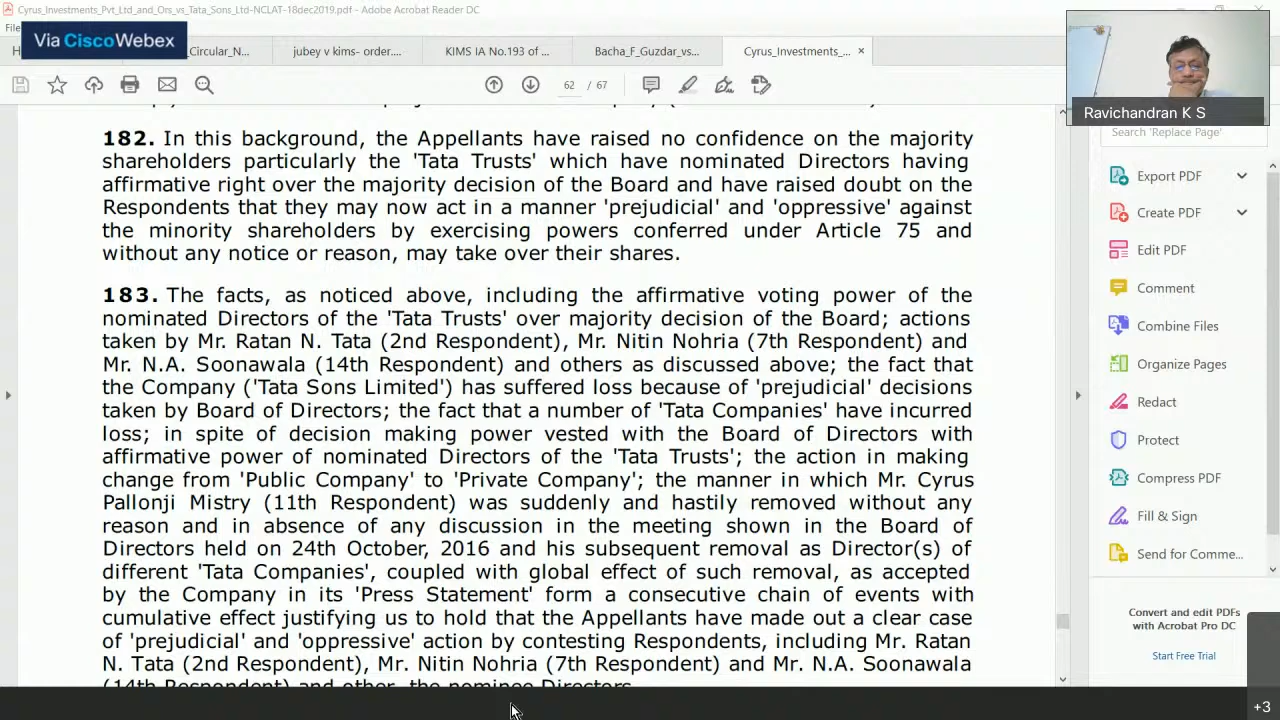 Cyrus_Investments_Pvt_Ltd_and_Ors_vs_Tata_Sons_Ltd-NCLAT-18dec2019.pdf - Adobe Acrobat Reader DC
Via CiscoWebex
_Circular_N...
jubey v kims- order....
KIMS IA No.193 of ...
Bacha_F_Guzdar_vs...
Cyrus_Investments_... ×
62 / 67
Ravichandran K S
Search 'Replace Page'
182. In this background, the Appellants have raised no confidence on the majority
shareholders particularly the 'Tata Trusts' which have nominated Directors having
affirmative right over the majority decision of the Board and have raised doubt on the
Respondents that they may now act in a manner 'prejudicial' and 'oppressive' against
the minority shareholders by exercising powers conferred under Article 75 and
without any notice or reason, may take over their shares.
183. The facts, as noticed above, including the affirmative voting power of the
nominated Directors of the 'Tata Trusts' over majority decision of the Board; actions
taken by Mr. Ratan N. Tata (2nd Respondent), Mr. Nitin Nohria (7th Respondent) and
Mr. N.A. Soonawala (14th Respondent) and others as discussed above; the fact that
the Company ('Tata Sons Limited') has suffered loss because of 'prejudicial' decisions
taken by Board of Directors; the fact that a number of 'Tata Companies' have incurred
loss; in spite of decision making power vested with the Board of Directors with
affirmative power of nominated Directors of the 'Tata Trusts'; the action in making
change from 'Public Company' to 'Private Company'; the manner in which Mr. Cyrus
Pallonji Mistry (11th Respondent) was suddenly and hastily removed without any
reason and in absence of any discussion in the meeting shown in the Board of
Directors held on 24th October, 2016 and his subsequent removal as Director(s) of
different 'Tata Companies', coupled with global effect of such removal, as accepted
by the Company in its 'Press Statement' form a consecutive chain of events with
cumulative effect justifying us to hold that the Appellants have made out a clear case
of 'prejudicial' and 'oppressive' action by contesting Respondents, including Mr. Ratan
N. Tata (2nd Respondent), Mr. Nitin Nohria (7th Respondent) and Mr. N.A. Soonawala
(14th Respondent) and other, the nominee Directors.
Export PDF
Create PDF
Edit PDF
Comment
Combine Files
Organize Pages
Redact
Protect
Compress PDF
Fill & Sign
Send for Comme...
Convert and edit PDFs
with Acrobat Pro DC
Start Free Trial
+3